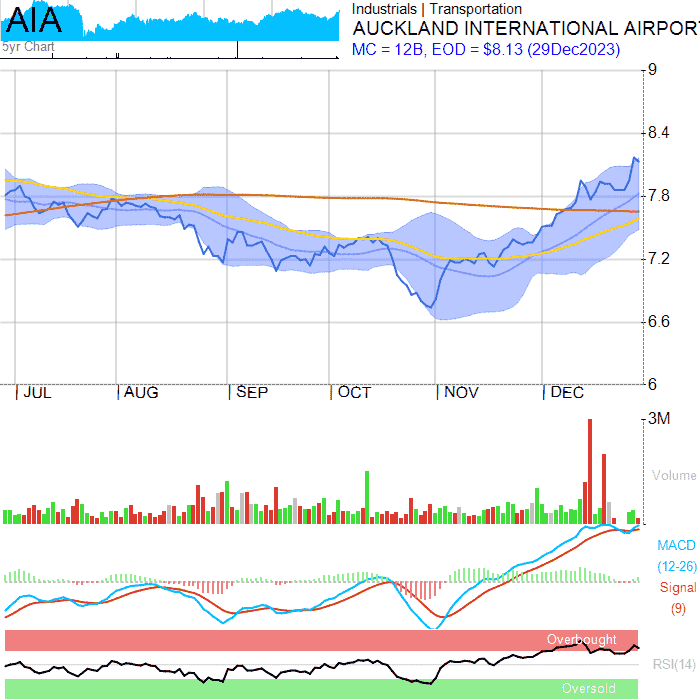 AIA
Industrials | Transportation
AUCKLAND INTERNATIONAL AIRPOR
5yr Chart
MC = 12B, EOD = $8.13 (29Dec2023)
9
8.4
7.8
7.2
6.6
6
JUL AUG SEP OCT NOV DEC
3M
Volume
MACD
(12-26)
Signal
(9)
Overbought
RSI(14)
Oversold